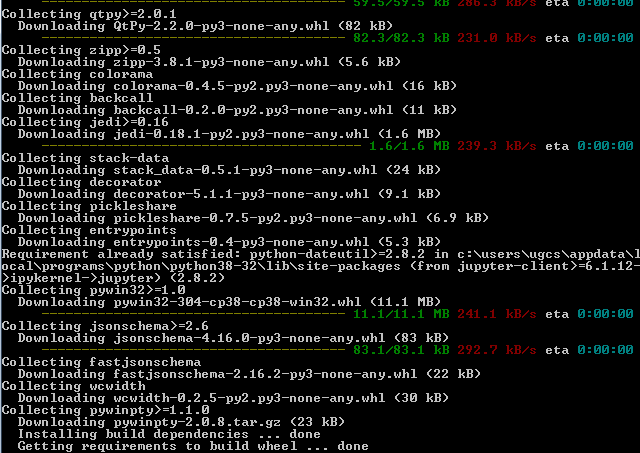 59.5/59.5 kB 286.3 kB/s eta 0:00:00
Collecting qtpy>=2.0.1
Downloading QtPy-2.2.0-py3-none-any.whl (82 kB)
---------------------------------------- 82.3/82.3 kB 231.0 kB/s eta 0:00:00
Collecting zipp>=0.5
Downloading zipp-3.8.1-py3-none-any.whl (5.6 kB)
Collecting colorama
Downloading colorama-0.4.5-py2.py3-none-any.whl (16 kB)
Collecting backcall
Downloading backcall-0.2.0-py2.py3-none-any.whl (11 kB)
Collecting jedi>=0.16
Downloading jedi-0.18.1-py2.py3-none-any.whl (1.6 MB)
---------------------------------------- 1.6/1.6 MB 239.3 kB/s eta 0:00:00
Collecting stack-data
Downloading stack_data-0.5.1-py3-none-any.whl (24 kB)
Collecting decorator
Downloading decorator-5.1.1-py3-none-any.whl (9.1 kB)
Collecting pickleshare
Downloading pickleshare-0.7.5-py2.py3-none-any.whl (6.9 kB)
Collecting entrypoints
Downloading entrypoints-0.4-py3-none-any.whl (5.3 kB)
Requirement already satisfied: python-dateutil>=2.8.2 in c:\users\ugcs\appdata\l
ocal\programs\python\python38-32\lib\site-packages (from jupyter-client>=6.1.12-
>ipykernel->jupyter) (2.8.2)
Collecting pywin32>=1.0
Downloading pywin32-304-cp38-cp38-win32.whl (11.1 MB)
---------------------------------------- 11.1/11.1 MB 241.1 kB/s eta 0:00:00
Collecting jsonschema>=2.6
Downloading jsonschema-4.16.0-py3-none-any.whl (83 kB)
---------------------------------------- 83.1/83.1 kB 292.7 kB/s eta 0:00:00
Collecting fastjsonschema
Downloading fastjsonschema-2.16.2-py3-none-any.whl (22 kB)
Collecting wcwidth
Downloading wcwidth-0.2.5-py2.py3-none-any.whl (30 kB)
Collecting pywinpty>=1.1.0
Downloading pywinpty-2.0.8.tar.gz (23 kB)
Installing build dependencies ... done
Getting requirements to build wheel ... done